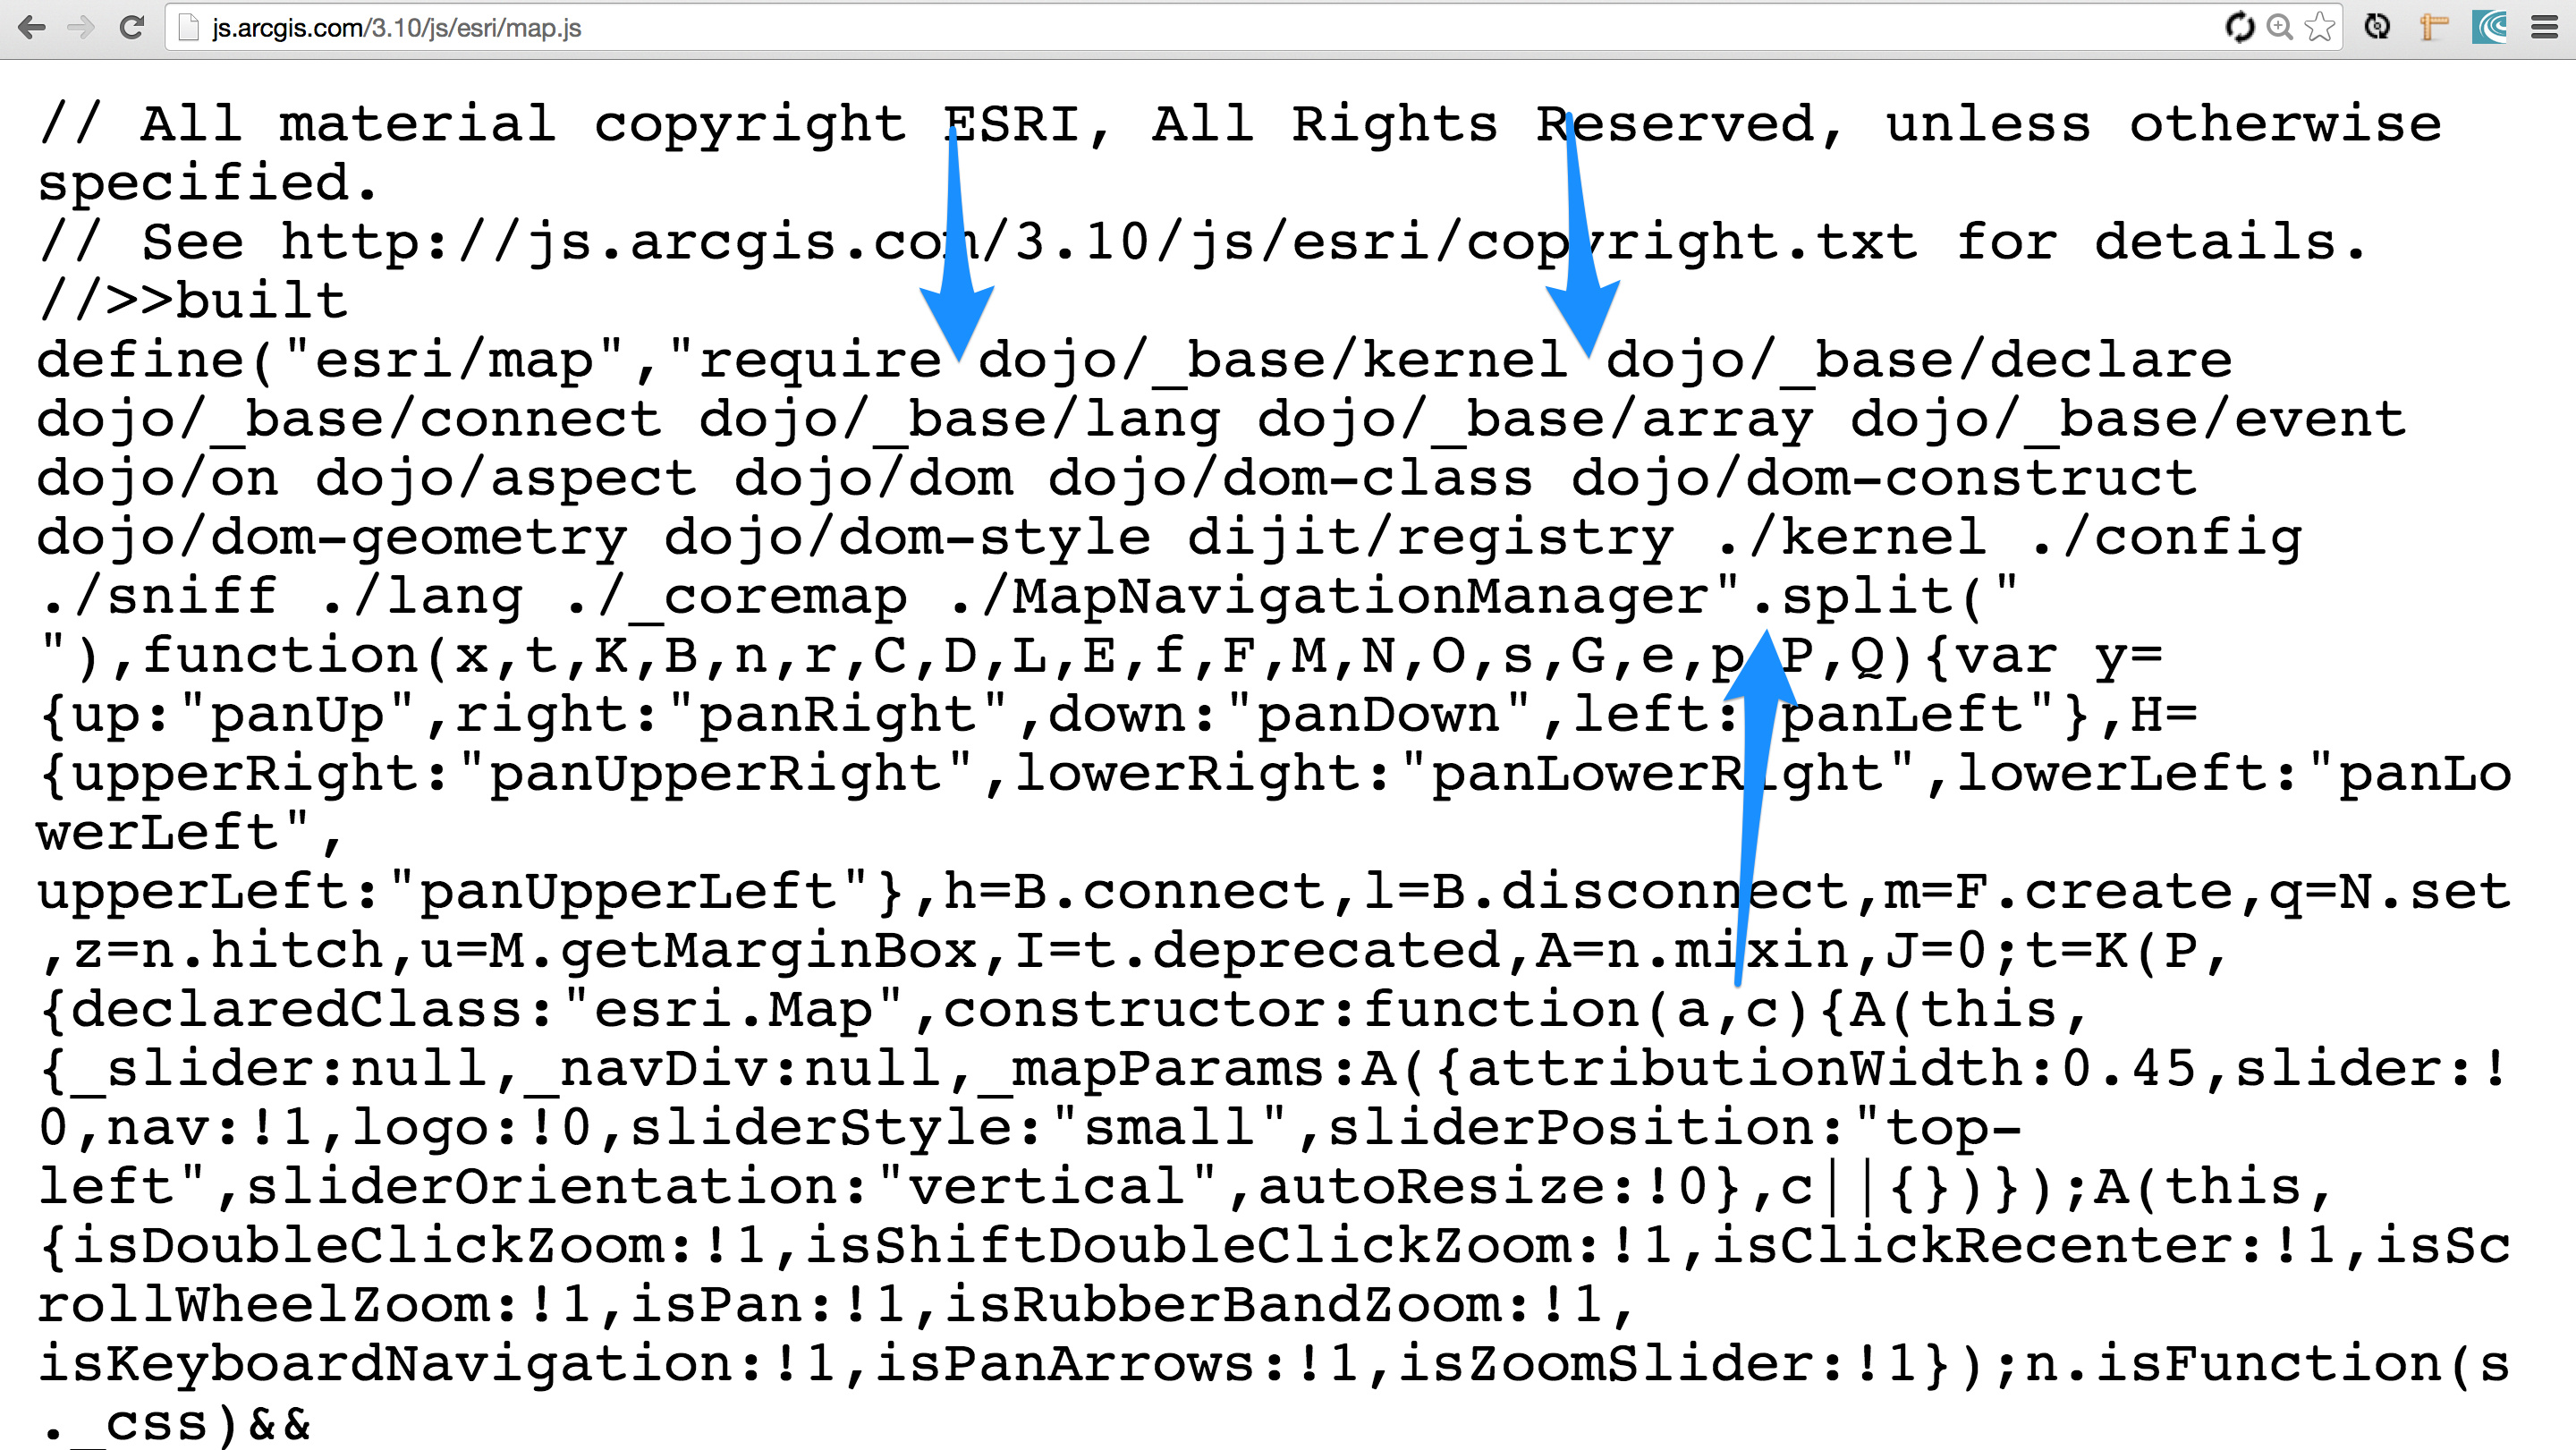 js.arcgis.com/3.10/js/esri/map.js
// All material copyright ESRI, All Rights Reserved, unless otherwise
specified.
// See http://js.arcgis.com/3.10/js/esri/copyright.txt for details.
//>>built
define("esri/map","require dojo/_base/kernel dojo/_base/declare
dojo/_base/connect dojo/_base/lang dojo/_base/array dojo/_base/event
dojo/on dojo/aspect dojo/dom dojo/dom-class dojo/dom-construct
dojo/dom-geometry dojo/dom-style dijit/registry ./kernel ./config
./sniff ./lang ./_coremap ./MapNavigationManager".split("
"),function(x,t,K,B,n,r,C,D,L,E,f,F,M,N,O,s,G,e,p,P,Q){var y=
{up:"panUp",right:"panRight",down:"panDown",left:"panLeft"},H=
{upperRight:"panUpperRight",lowerRight:"panLowerRight",lowerLeft:"panLo
werLeft",
upperLeft:"panUpperLeft"},h=B.connect,l=B.disconnect,m=F.create,q=N.set
,z=n.hitch,u=M.getMarginBox,I=t.deprecated,A=n.mixin,J=0;t=K(P,
{declaredClass:"esri.Map",constructor:function(a,c){A(this,
{_slider:null,_navDiv:null,_mapParams:A({attributionWidth:0.45,slider:!
0,nav:!1,logo:!0,sliderStyle:"small",sliderPosition:"top-
left",sliderOrientation:"vertical",autoResize:!0},c||{})});A(this,
{isDoubleClickZoom:!1,isShiftDoubleClickZoom:!1,isClickRecenter:!1,isSc
rollWheelZoom:!1,isPan:!1,isRubberBandZoom:!1,
isKeyboardNavigation:!1,isPanArrows:!1,isZoomSlider:!1});n.isFunction(s
._css)&&